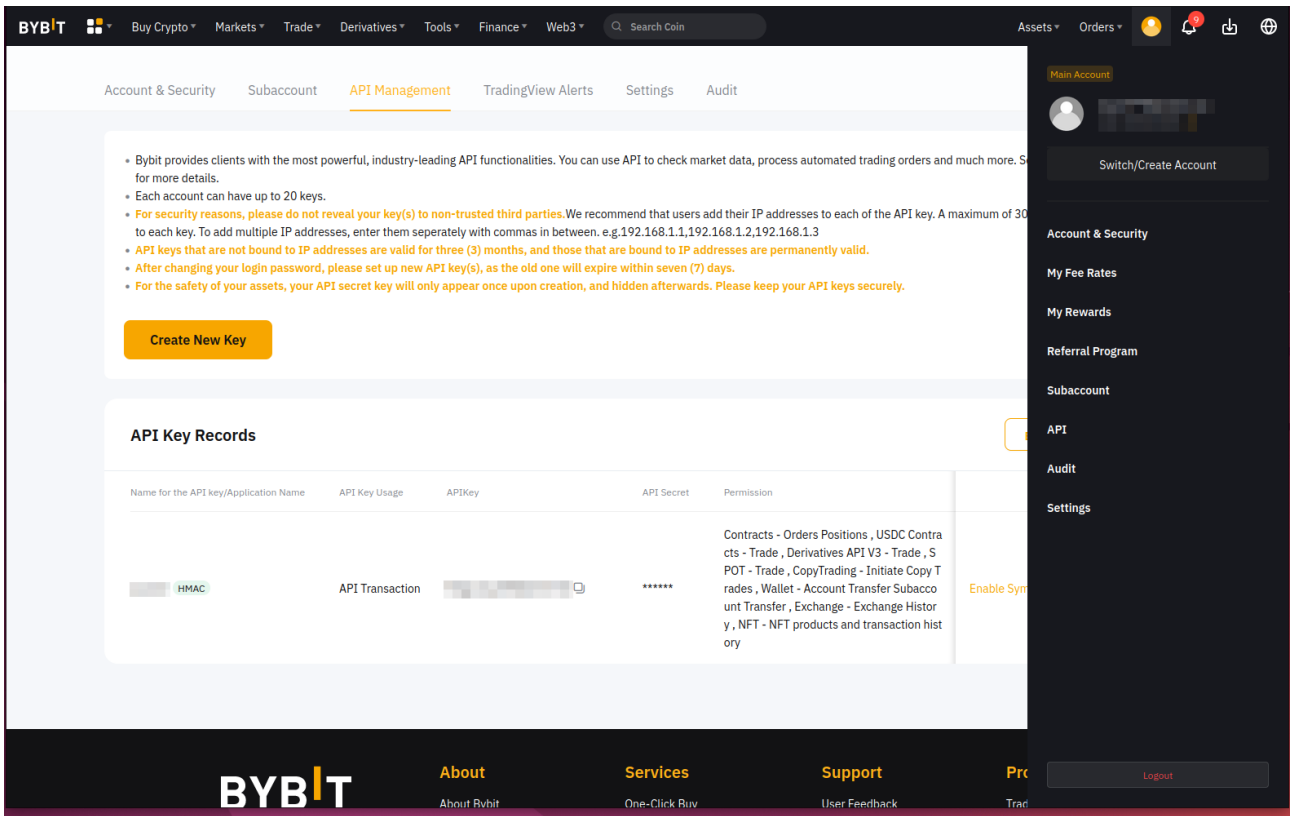 BYBIT Buy Crypto Markets Trade Derivatives Tools Finance Web3 Search Coin Assets Orders 9
Account & Security Subaccount API Management TradingView Alerts Settings Audit
Bybit provides clients with the most powerful, industry-leading API functionalities. You can use API to check market data, process automated trading orders and much more.
for more details.
Each account can have up to 20 keys.
For security reasons, please do not reveal your key(s) to non-trusted third parties.We recommend that users add their IP addresses to each of the API key. A maximum of 30
to each key. To add multiple IP addresses, enter them seperately with commas in between. e.g.192.168.1.1,192.168.1.2,192.168.1.3
API keys that are not bound to IP addresses are valid for three (3) months, and those that are bound to IP addresses are permanently valid.
After changing your login password, please set up new API key(s), as the old one will expire within seven (7) days.
For the safety of your assets, your API secret key will only appear once upon creation, and hidden afterwards. Please keep your API keys securely.
Create New Key
API Key Records
Name for the API key/Application Name API Key Usage APIKey API Secret Permission
HMAC API Transaction ******
Contracts - Orders Positions , USDC Contra
cts - Trade , Derivatives API V3 - Trade , S
POT - Trade , CopyTrading - Initiate Copy T
rades , Wallet - Account Transfer Subacco
unt Transfer , Exchange - Exchange Histor
y , NFT - NFT products and transaction hist
ory
Enable Syn
Main Account
Switch/Create Account
Account & Security
My Fee Rates
My Rewards
Referral Program
Subaccount
API
Audit
Settings
Logout
BYBIT
About Services Support Pro
About Bybit One-Click Buy User Feedback Trad